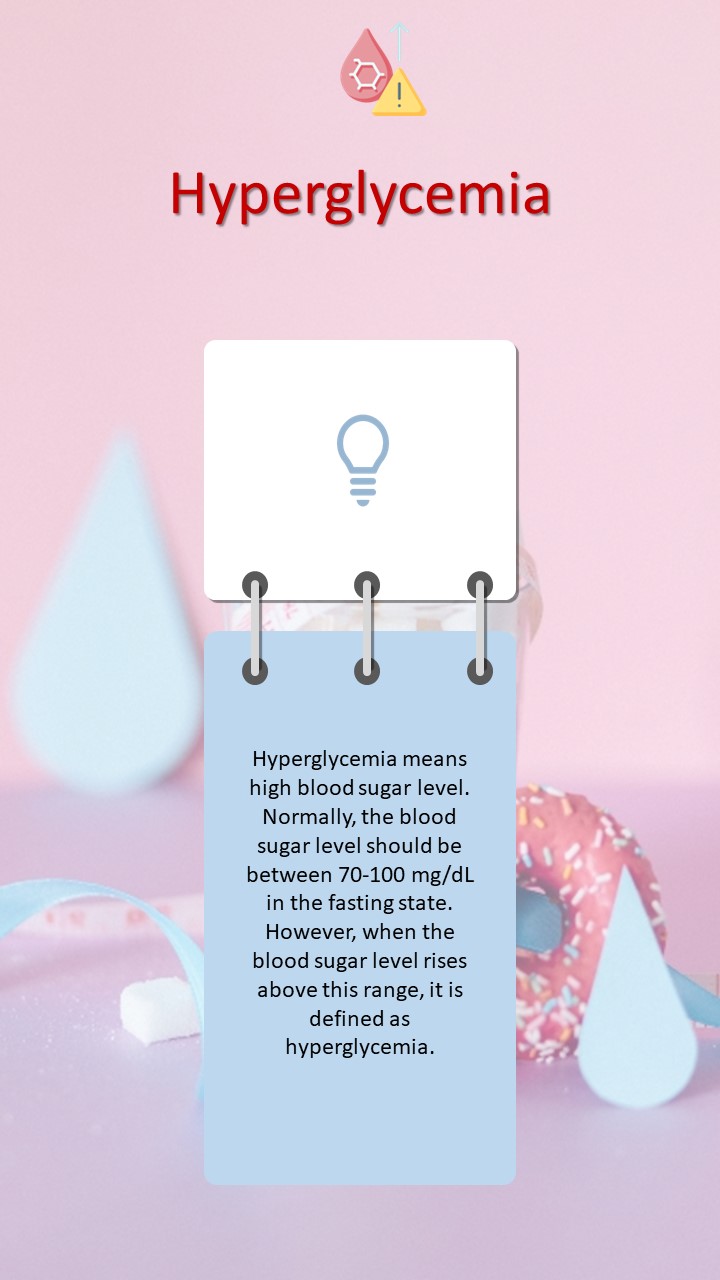 Hyperglycemia
Hyperglycemia means
high blood sugar level.
Normally, the blood
sugar level should be
between 70-100 mg/dL
in the fasting state.
However, when the
blood sugar level rises
above this range, it is
defined as
hyperglycemia.